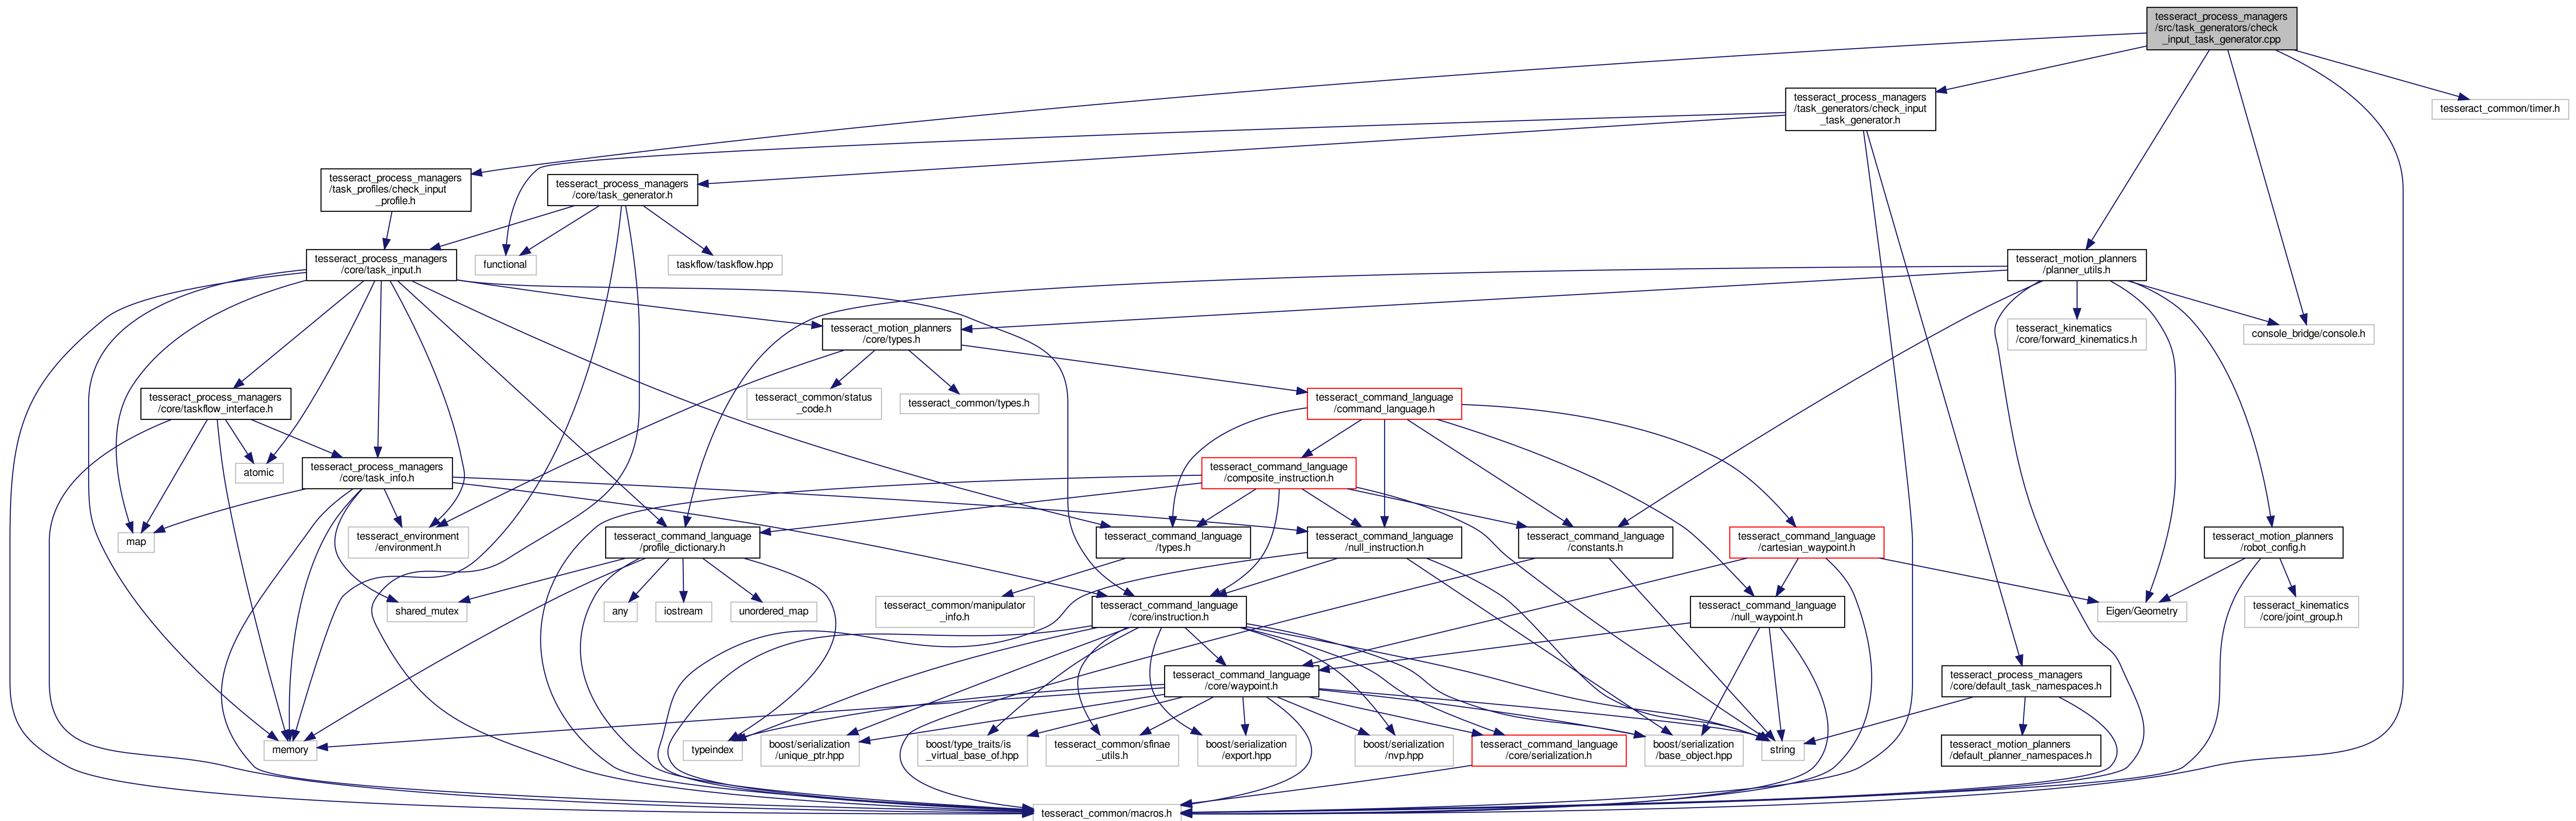 tesseract_process_managers
/src/task_generators/check
_input_task_generator.cpp
tesseract_process_managers
/task_generators/check_input
_task_generator.h
tesseract_common/timer.h
tesseract_process_managers
/task_profiles/check_input
_profile.h
tesseract_process_managers
/core/task_generator.h
tesseract_process_managers
/core/task_input.h
functional
taskflow/taskflow.hpp
tesseract_motion_planners
/planner_utils.h
tesseract_motion_planners
/core/types.h
tesseract_kinematics
/core/forward_kinematics.h
console_bridge/console.h
tesseract_process_managers
/core/taskflow_interface.h
tesseract_common/status
_code.h
tesseract_common/types.h
tesseract_command_language
/command_language.h
atomic
tesseract_process_managers
/core/task_info.h
tesseract_command_language
/composite_instruction.h
map
tesseract_environment
/environment.h
tesseract_command_language
/profile_dictionary.h
tesseract_command_language
/types.h
tesseract_command_language
/null_instruction.h
tesseract_command_language
/constants.h
tesseract_command_language
/cartesian_waypoint.h
tesseract_motion_planners
/robot_config.h
shared_mutex
any
iostream
unordered_map
tesseract_common/manipulator
_info.h
tesseract_command_language
/core/instruction.h
tesseract_command_language
/null_waypoint.h
Eigen/Geometry
tesseract_kinematics
/core/joint_group.h
tesseract_command_language
/core/waypoint.h
tesseract_process_managers
/core/default_task_namespaces.h
memory
typeindex
boost/serialization
/unique_ptr.hpp
boost/type_traits/is
_virtual_base_of.hpp
tesseract_common/sfinae
_utils.h
boost/serialization
/export.hpp
boost/serialization
/nvp.hpp
tesseract_command_language
/core/serialization.h
boost/serialization
/base_object.hpp
string
tesseract_motion_planners
/default_planner_namespaces.h
tesseract_common/macros.h